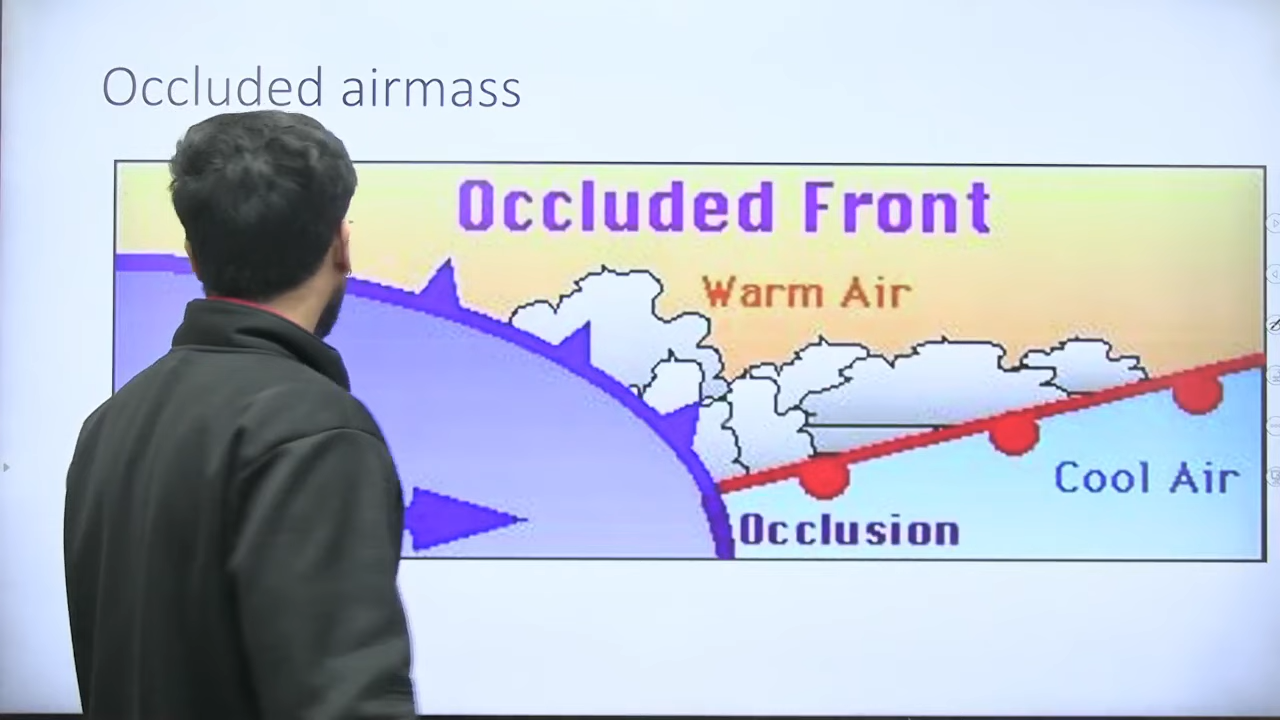 Occluded airmass
Occluded Front
Warm Air
Cool Air
Occlusion